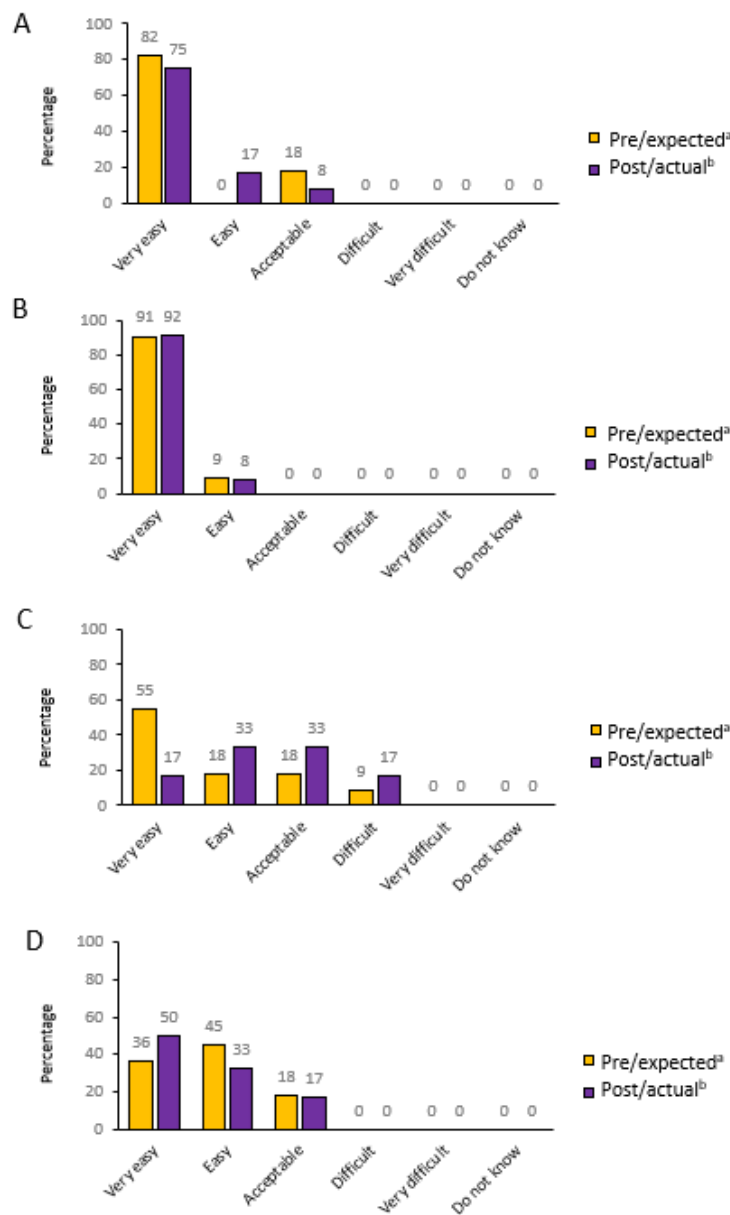 A
82
75
100
80
60
40
20
0
Percentage
0
17
18
8
0
0
0
0
0
0
Very easy
Easy
Acceptable
Difficult
Very difficult
Do not know
Pre/expectedᵃ
Post/actualᵇ
B
100
80
60
40
20
0
Percentage
91
92
9
8
0
0
0
0
0
0
0
0
Very easy
Easy
Acceptable
Difficult
Very difficult
Do not know
Pre/expectedᵃ
Post/actualᵇ
C
100
80
60
40
20
0
Percentage
55
17
18
33
18
33
9
17
0
0
0
0
Very easy
Easy
Acceptable
Difficult
Very difficult
Do not know
Pre/expectedᵃ
Post/actualᵇ
D
100
80
60
40
20
0
Percentage
36
50
45
33
18
17
0
0
0
0
0
0
Very easy
Easy
Acceptable
Difficult
Very difficult
Do not know
Pre/expectedᵃ
Post/actualᵇ